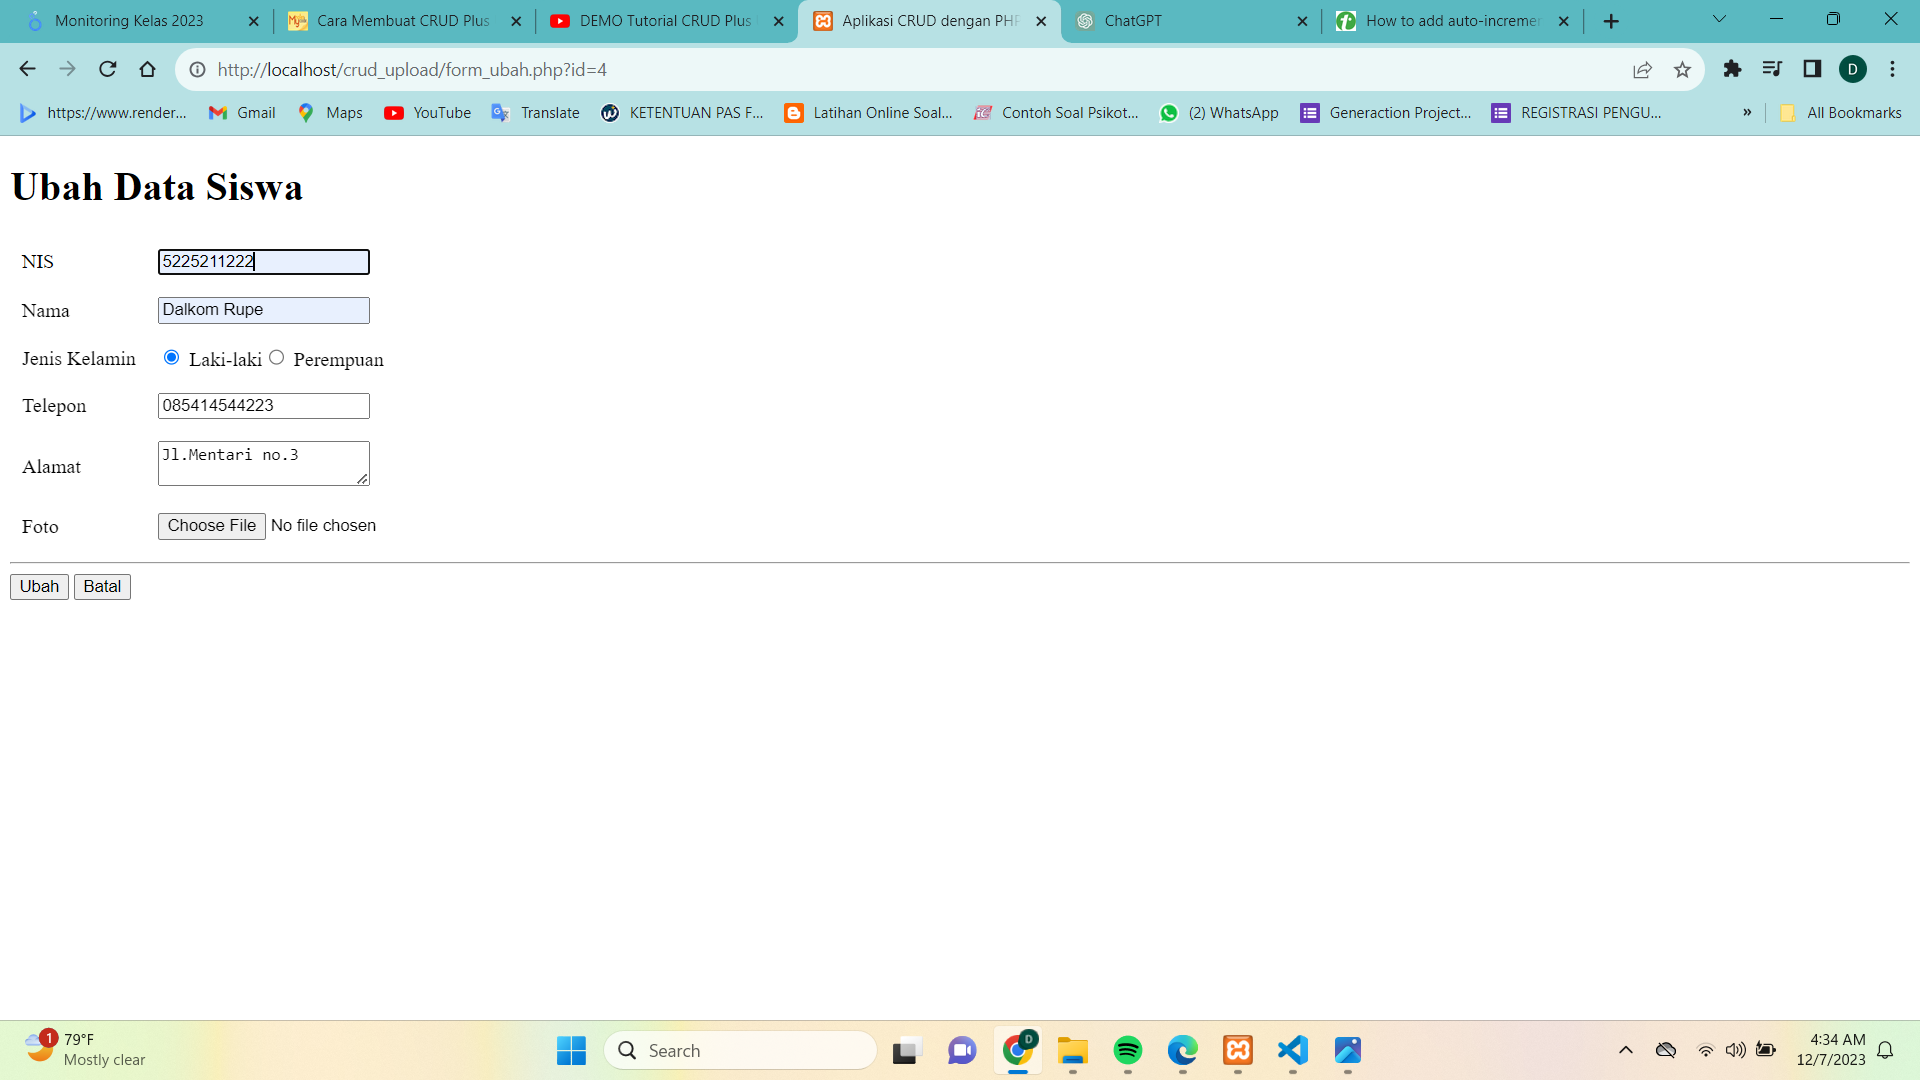 Monitoring Kelas 2023
Cara Membuat CRUD Plus
DEMO Tutorial CRUD Plus
Aplikasi CRUD dengan PHP
ChatGPT
How to add auto-increme
http://localhost/crud_upload/form_ubah.php?id=4
D
https://www.render...
Gmail
Maps
YouTube
Translate
KETENTUAN PAS F...
Latihan Online Soal...
Contoh Soal Psikot...
(2) WhatsApp
Generaction Project...
REGISTRASI PENGU...
»
All Bookmarks
Ubah Data Siswa
NIS 5225211222
Nama Dalkom Rupe
Jenis Kelamin Laki-laki Perempuan
Telepon 085414544223
Alamat Jl.Mentari no.3
Foto Choose File No file chosen
Ubah Batal
1
79°F
Mostly clear
Search
D
4:34 AM
12/7/2023